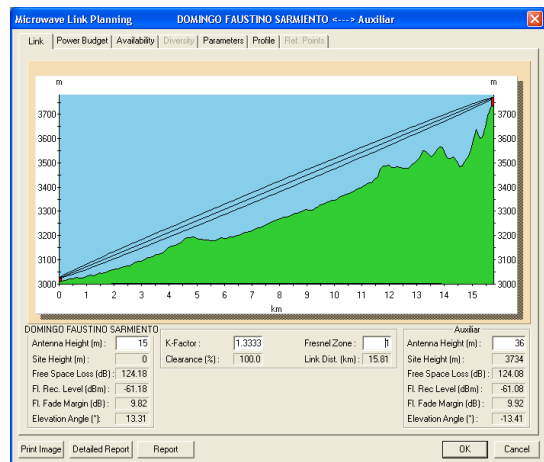 Microwave Link Planning DOMINGO FAUSTINO SARMIENTO <---> Auxiliar
Link Power Budget Availability Diversity Parameters Profile Ref. Points
m m
3700 3700
3600 3600
3500 3500
3400 3400
3300 3300
3200 3200
3100 3100
3000 3000
0 1 2 3 4 5 6 7 8 9 10 11 12 13 14 15
km
DOMINGO FAUSTINO SARMIENTO Auxiliar
Antenna Height (m) : 15 K-Factor : 1.3333 Fresnel Zone : 1 Antenna Height (m) : 36
Site Height (m) : 0 Clearance (%) : 100.0 Link Dist. (km) : 15.81 Site Height (m) : 3734
Free Space Loss (dB) : 124.18 Free Space Loss (dB) : 124.08
Fl. Rec. Level (dBm) : -61.18 Fl. Rec. Level (dBm) : -61.08
Fl. Fade Margin (dB) : 9.82 Fl. Fade Margin (dB) : 9.92
Elevation Angle (°): 13.31 Elevation Angle (°): -13.41
Print Image Detailed Report Report OK Cancel